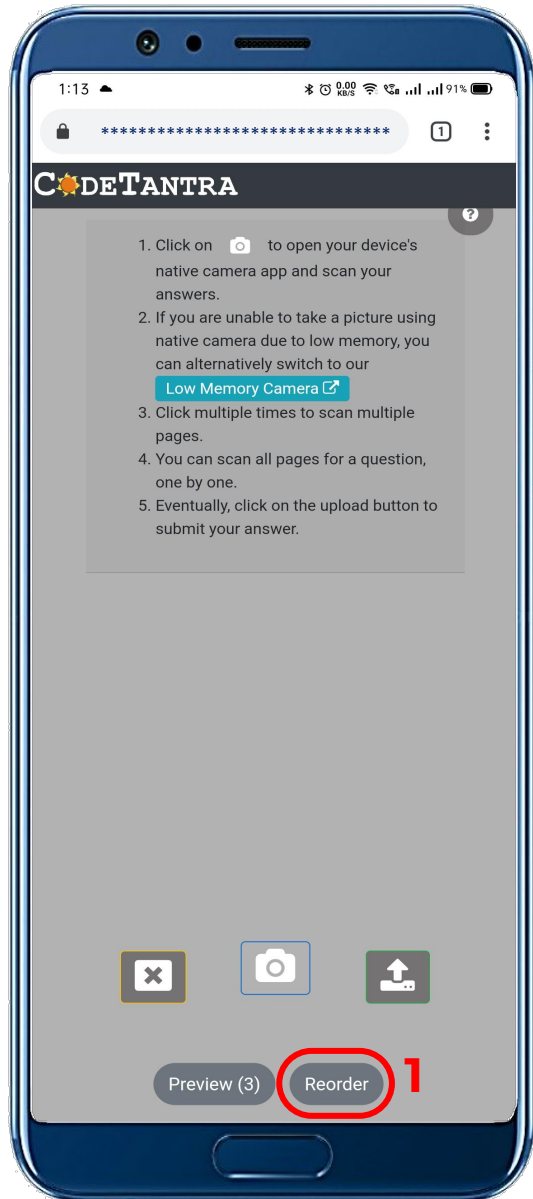 1:13 0.00 KB/S 91%
******************************* 1
CODETANTRA
?
1. Click on to open your device's
native camera app and scan your
answers.
2. If you are unable to take a picture using
native camera due to low memory, you
can alternatively switch to our
Low Memory Camera
3. Click multiple times to scan multiple
pages.
4. You can scan all pages for a question,
one by one.
5. Eventually, click on the upload button to
submit your answer.
Preview (3) Reorder 1